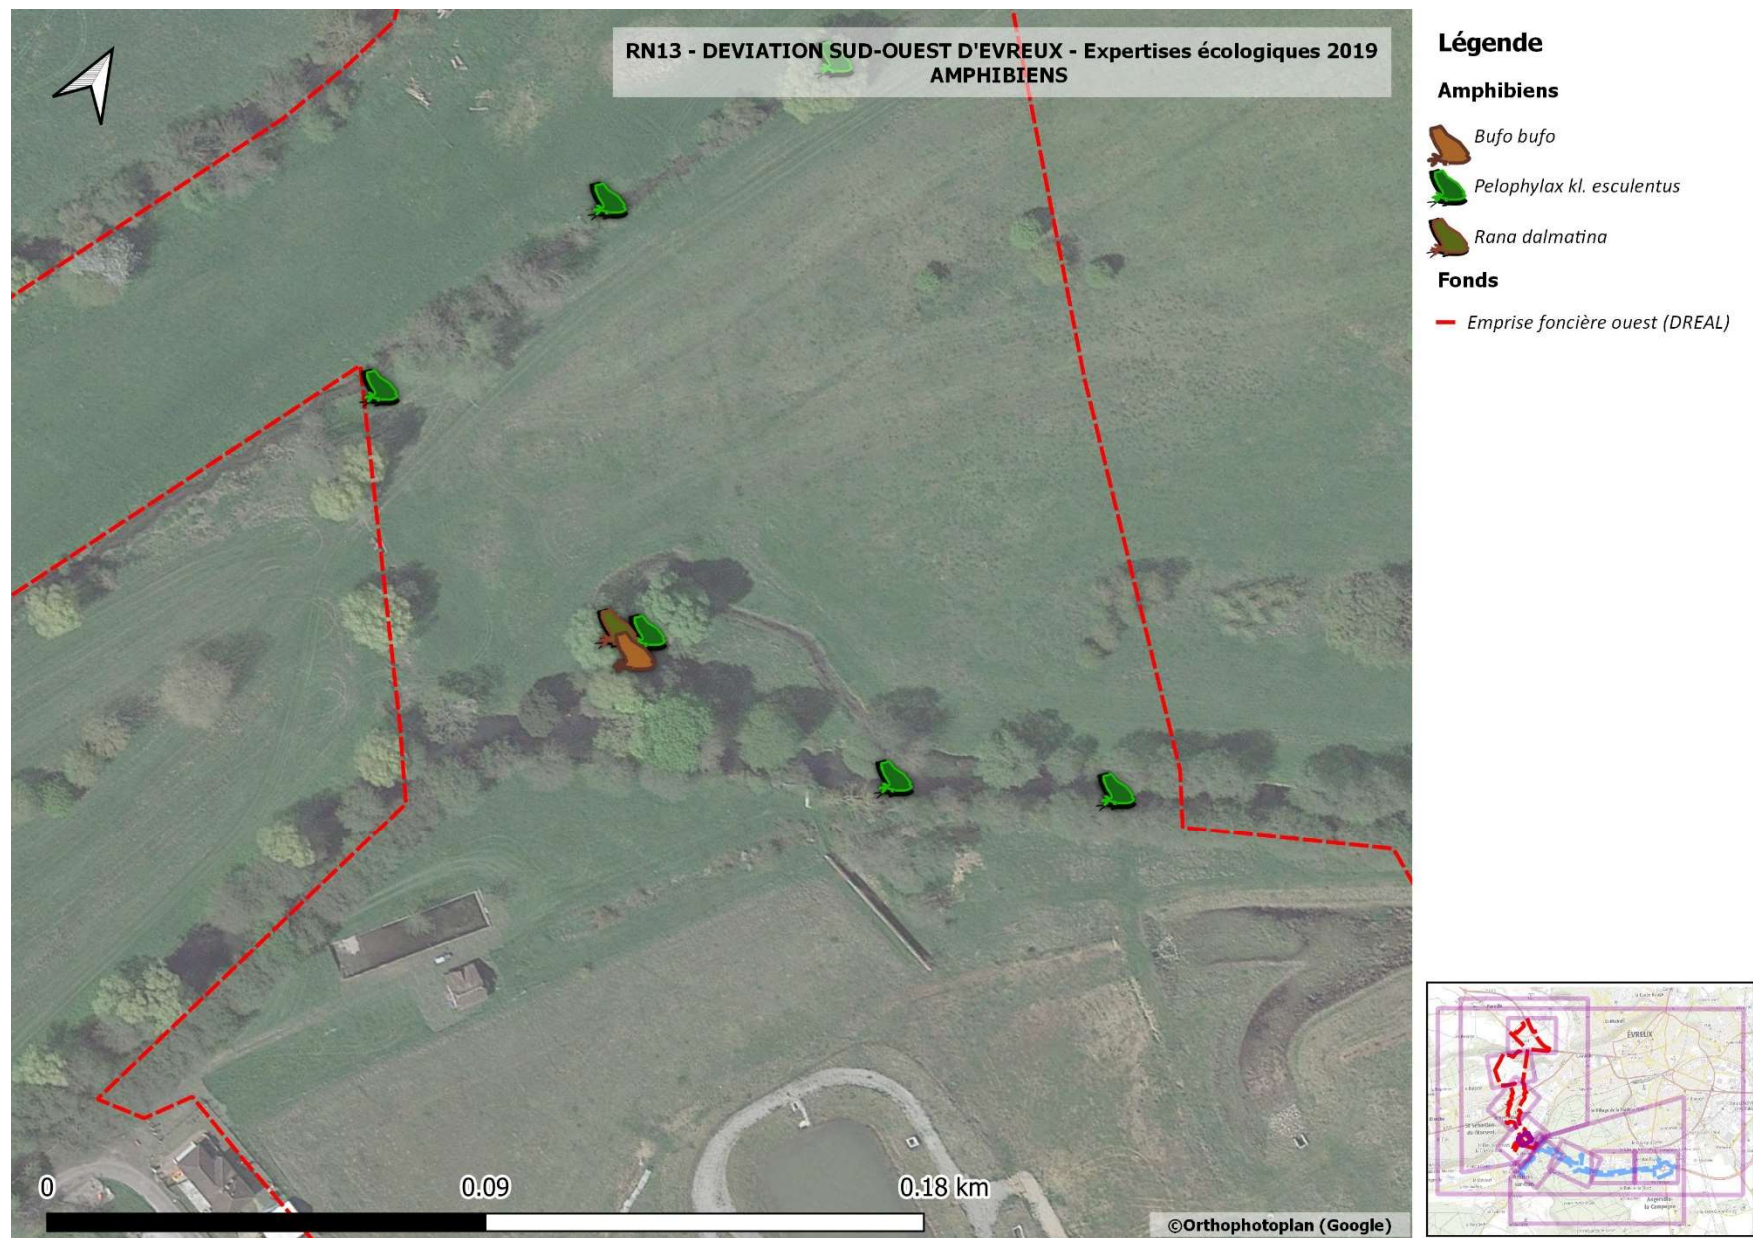 RN13 - DEVIATION SUD-OUEST D'EVREUX - Expertises écologiques 2019
AMPHIBIENS
Légende
Amphibiens
Bufo bufo
Pelophylax kl. esculentus
Rana dalmatina
Fonds
Emprise foncière ouest (DREAL)
0
0.09
0.18 km
©Orthophotoplan (Google)
ÉVREUX